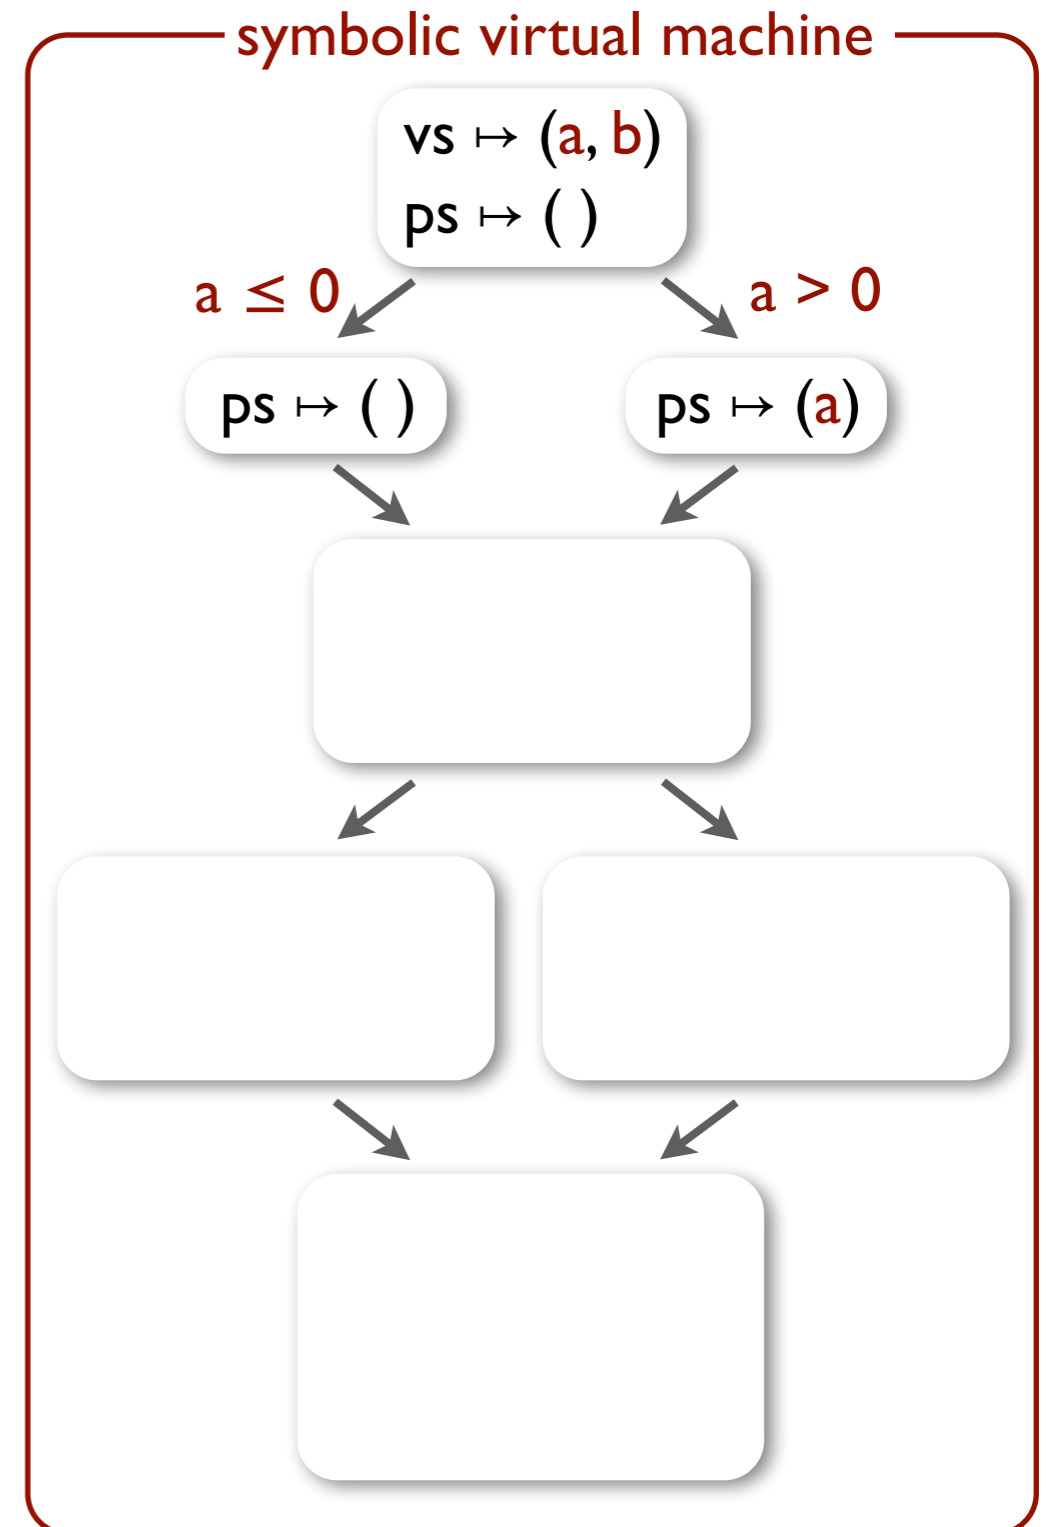 symbolic virtual machine
vs ↦ (a, b)
ps ↦ ( )
a ≤ 0
a > 0
ps ↦ ( )
ps ↦ (a)